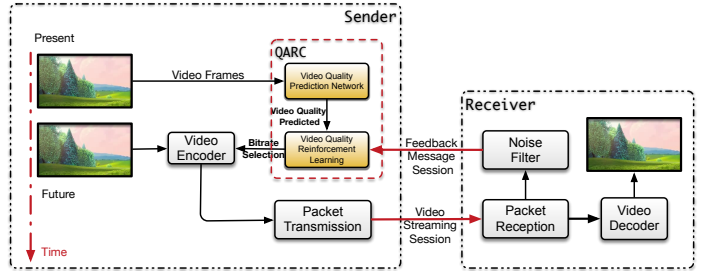 Sender
Present
QARC
Video Frames
Video Quality
Prediction Network
Video Quality
Predicted
Receiver
Video
Encoder
Bitrate
Selection
Video Quality
Reinforcement
Learning
Feedback
Message
Session
Noise
Filter
Future
Packet
Transmission
Video
Streaming
Session
Packet
Reception
Video
Decoder
Time